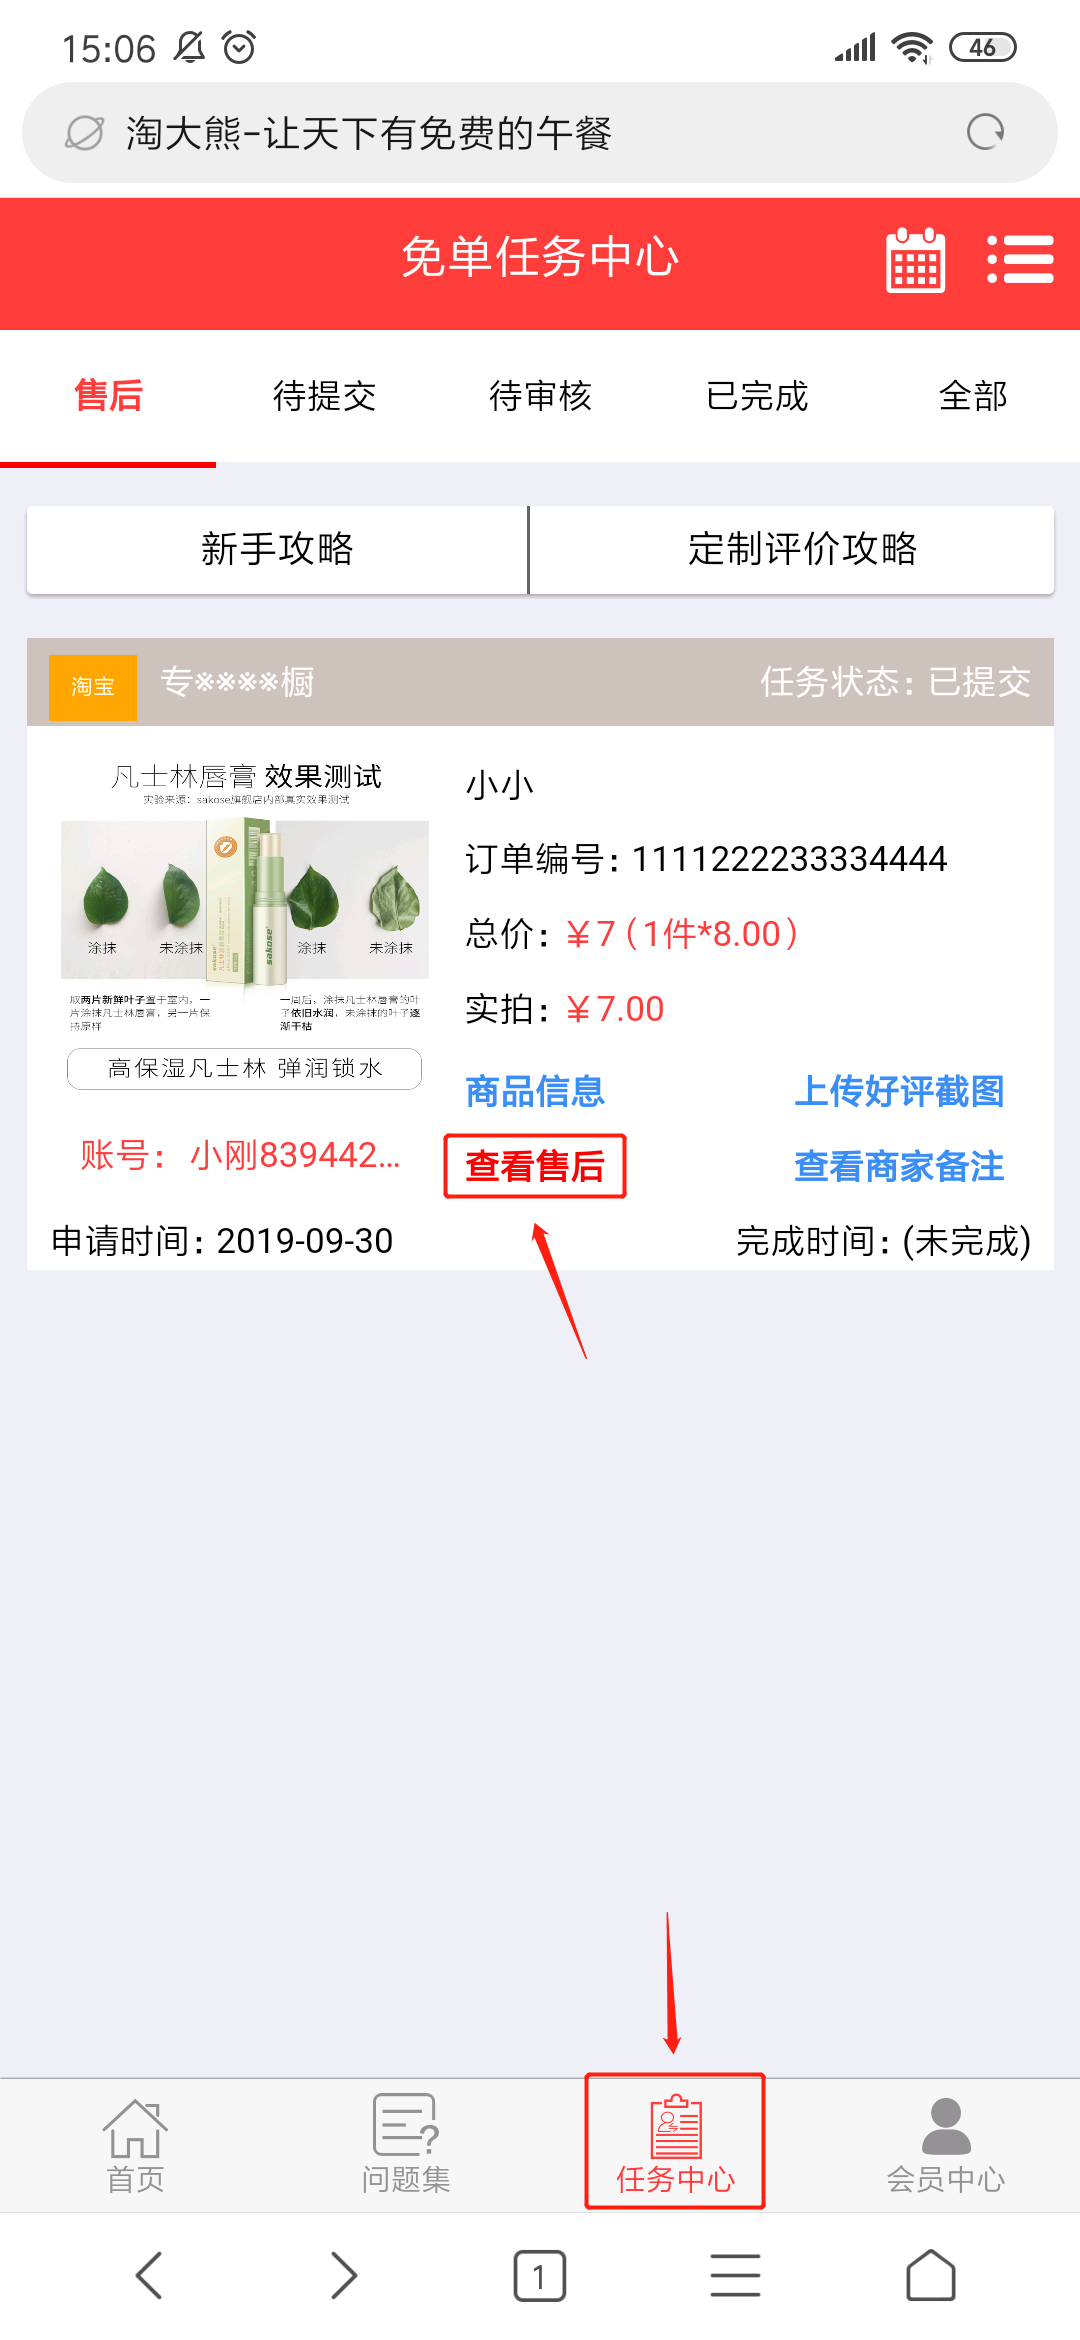 15:06
46
淘大熊-让天下有免费的午餐
免单任务中心
售后 待提交 待审核 已完成 全部
新手攻略 定制评价攻略
淘宝 专※※※※橱 任务状态: 已提交
凡士林唇膏 效果测试
实验来源: sakose旗舰店内部真实效果测试
sakose
涂抹 未涂抹 涂抹 未涂抹
取两片新鲜叶子置于室内, 一
片涂抹凡士林唇膏, 另一片保
持原样
一周后, 涂抹凡士林唇膏的叶
子依旧水润, 未涂抹的叶子逐
渐干枯
高保湿凡士林 弹润锁水
账号: 小刚839442...
小小
订单编号: 1111222233334444
总价: ￥7 (1件*8.00)
实拍: ￥7.00
商品信息 上传好评截图
查看售后 查看商家备注
申请时间: 2019-09-30 完成时间: (未完成)
首页 问题集 任务中心 会员中心
1